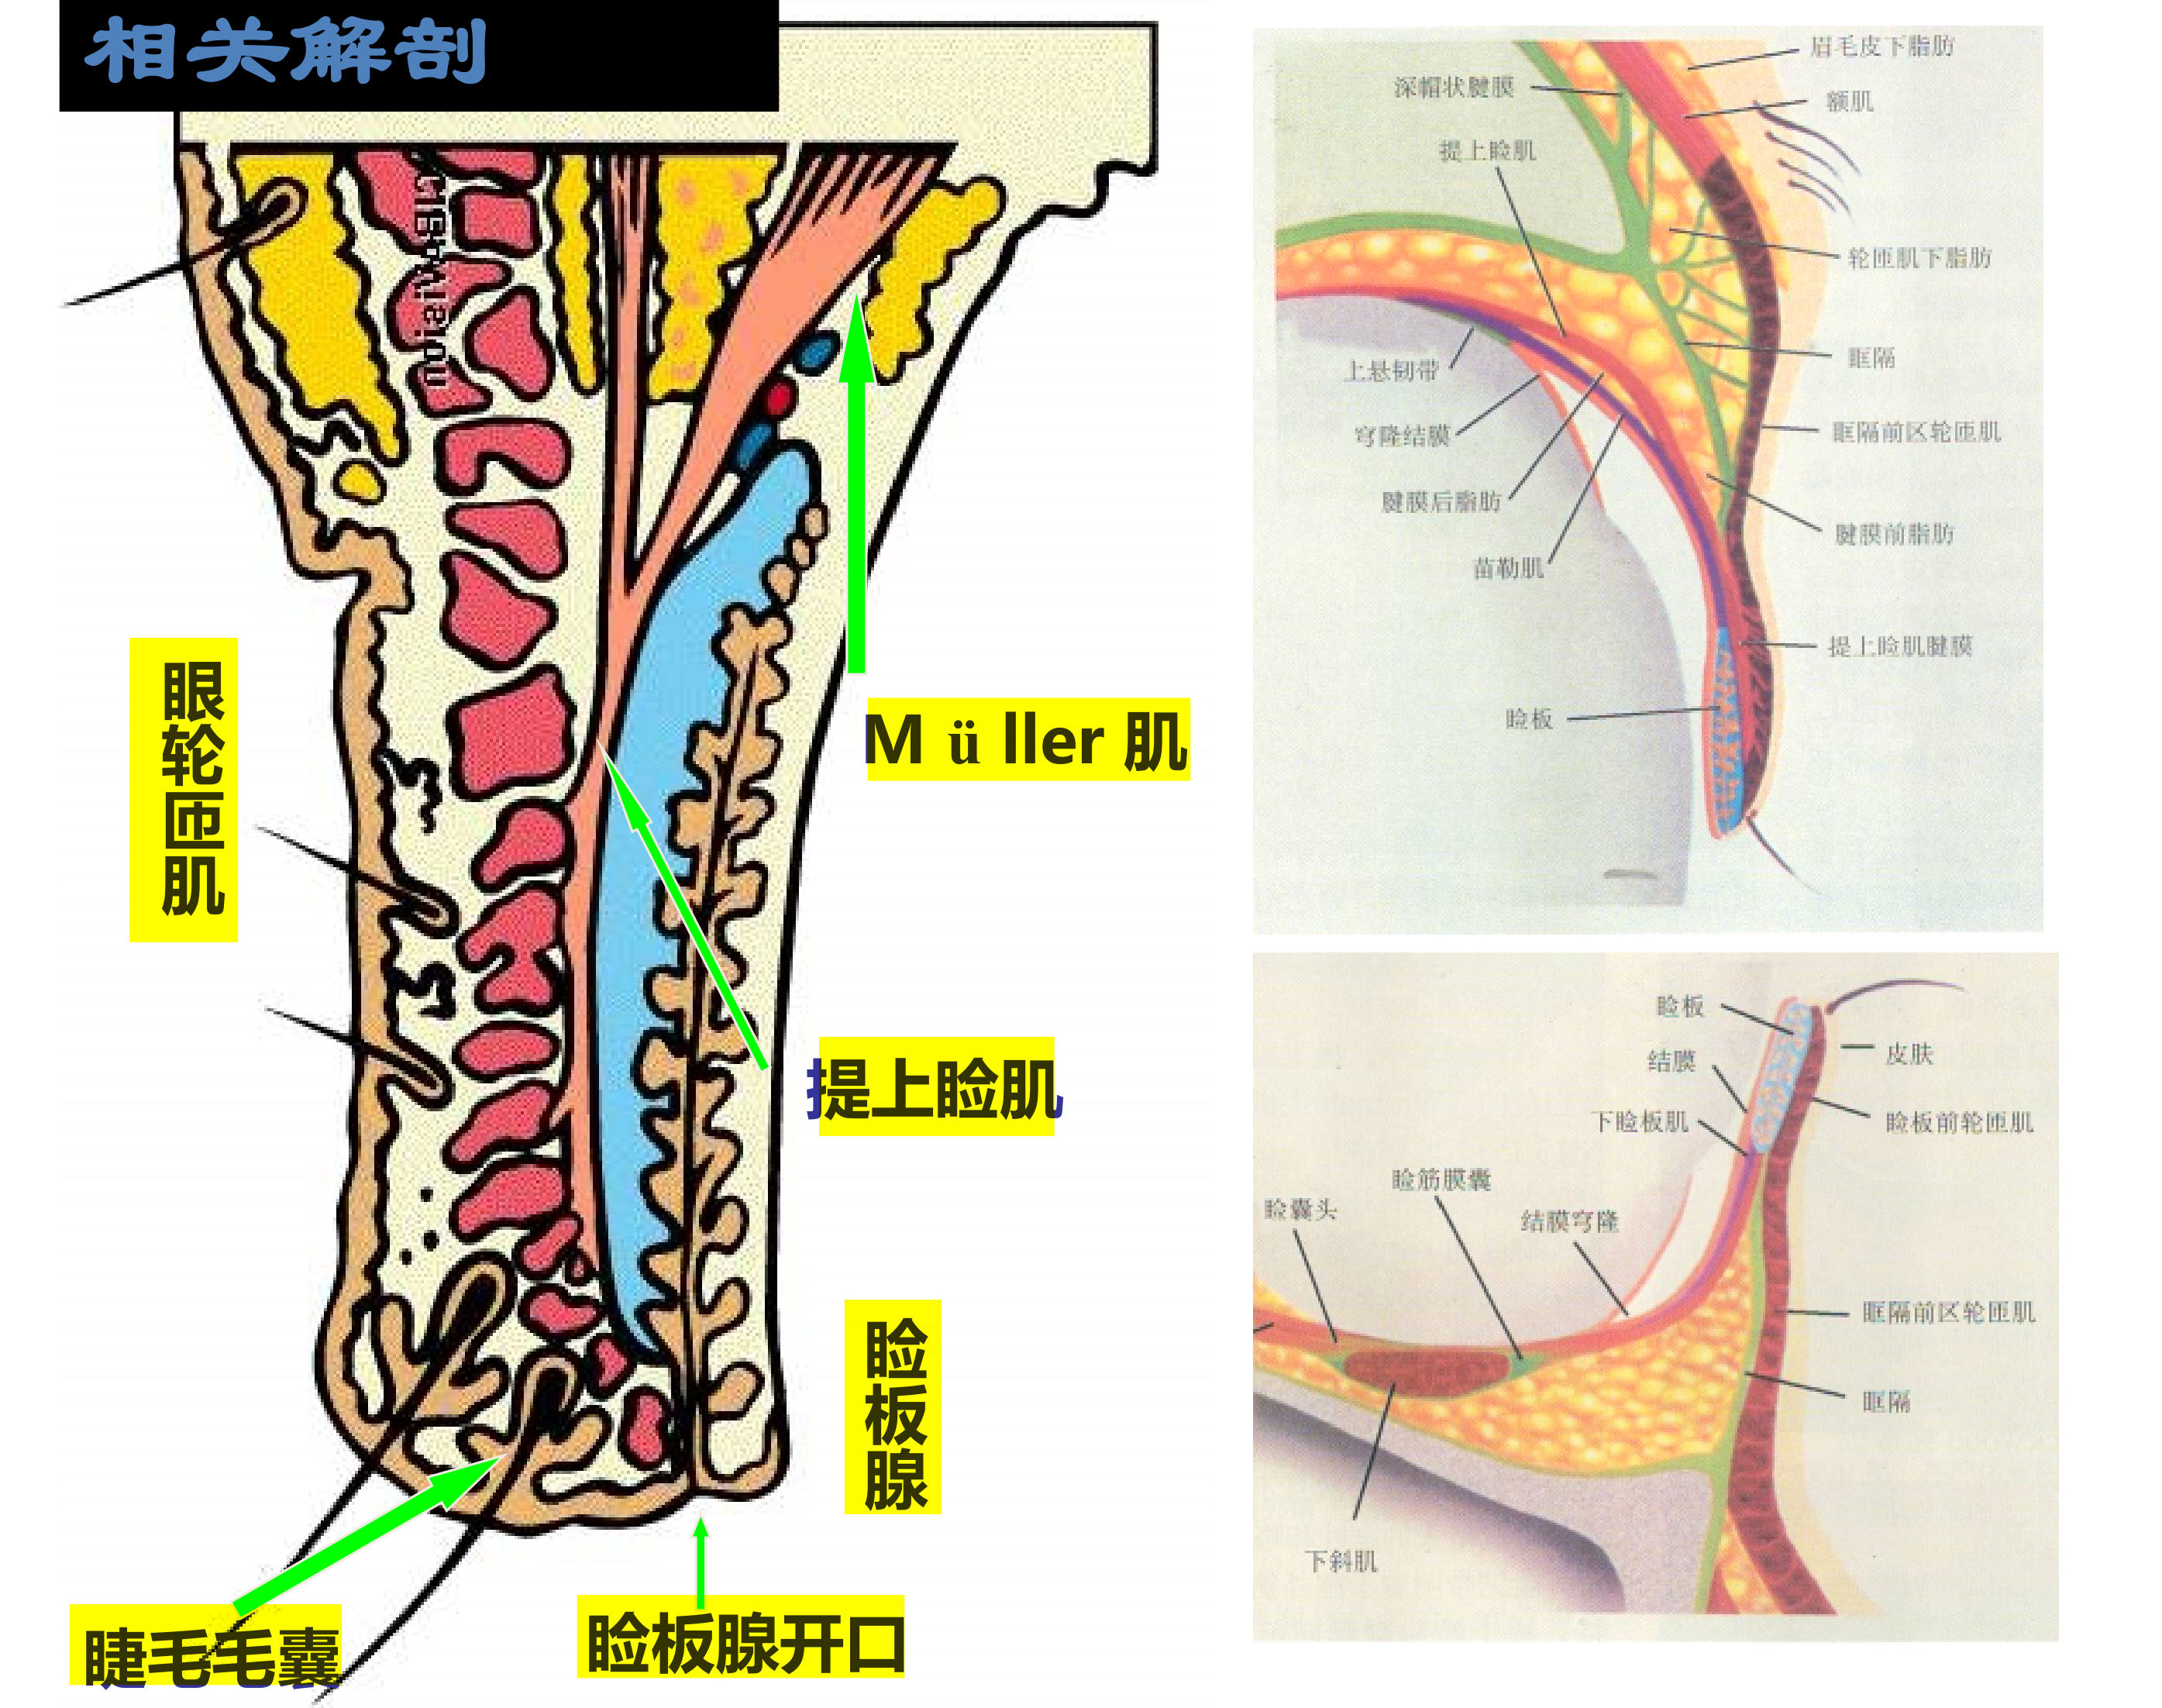 相关解剖
眼轮匝肌
Müller 肌
提上睑肌
睑板腺
睫毛毛囊
睑板腺开口
眉毛皮下脂肪
深帽状腱膜
额肌
提上睑肌
轮匝肌下脂肪
眶隔
上悬韧带
穹隆结膜
眶隔前区轮匝肌
腱膜后脂肪
腱膜前脂肪
苗勒肌
提上睑肌腱膜
睑板
睑板
皮肤
结膜
下睑板肌
睑板前轮匝肌
睑筋膜囊
睑囊头
结膜穹隆
眶隔前区轮匝肌
眶隔
下斜肌